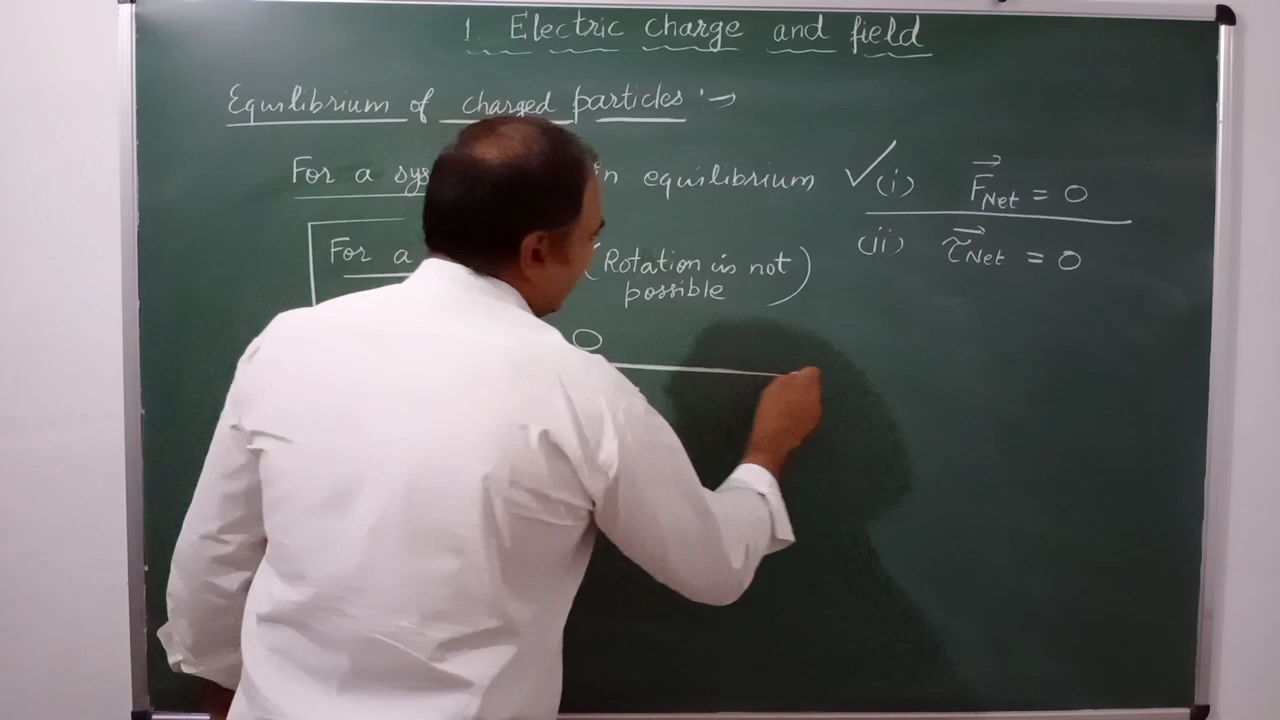 1. Electric charge and field
Equilibrium of charged particles :→
For a sys in equilibrium ✓(i) F⃗Net = 0
(ii) τ⃗Net = 0
For a (Rotation is not
possible)
0